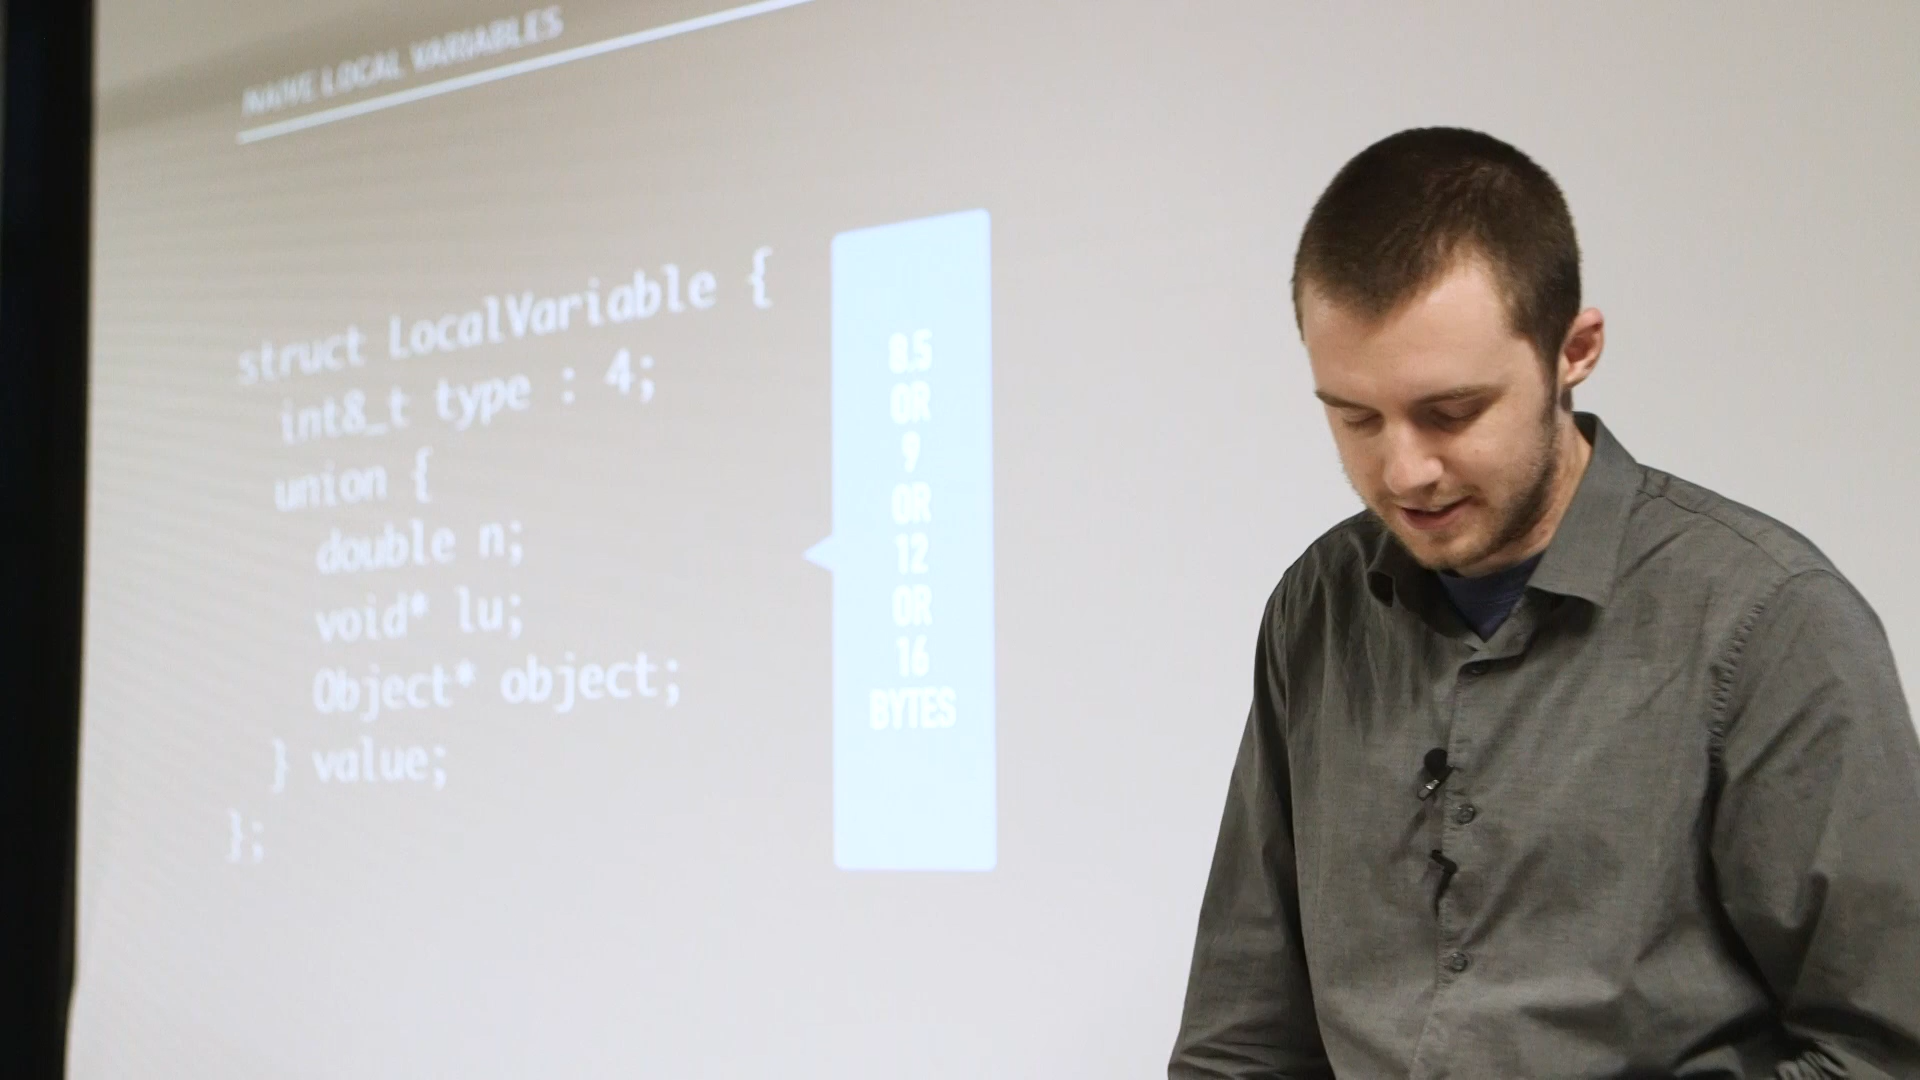 NAIVE LOCAL VARIABLES
struct LocalVariable {
int8_t type : 4;
union {
double n;
void* lu;
Object* object;
} value;
};
8.5
OR
9
OR
12
OR
16
BYTES